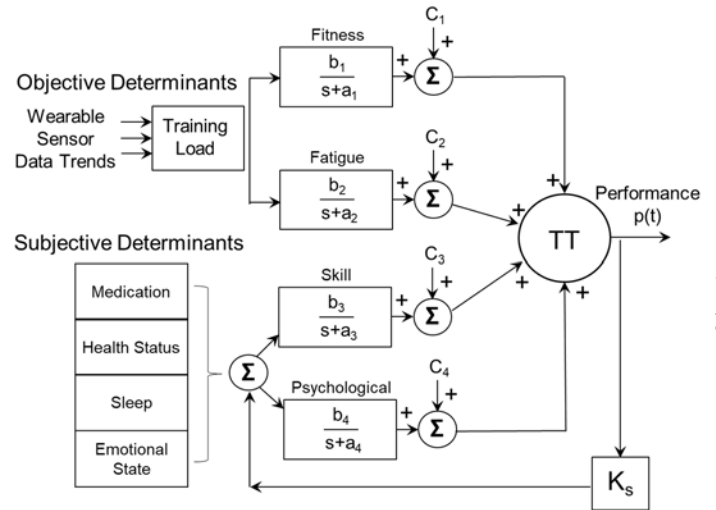 Objective Determinants
Wearable
Sensor
Data Trends
Training
Load
Fitness
b1
s+a1
+
C1
+
Σ
Fatigue
b2
s+a2
+
C2
+
Σ
+
+
+
+
TT
Performance
p(t)
Subjective Determinants
Medication
Health Status
Sleep
Emotional
State
Σ
Skill
b3
s+a3
+
C3
+
Σ
Psychological
b4
s+a4
+
C4
+
Σ
Ks